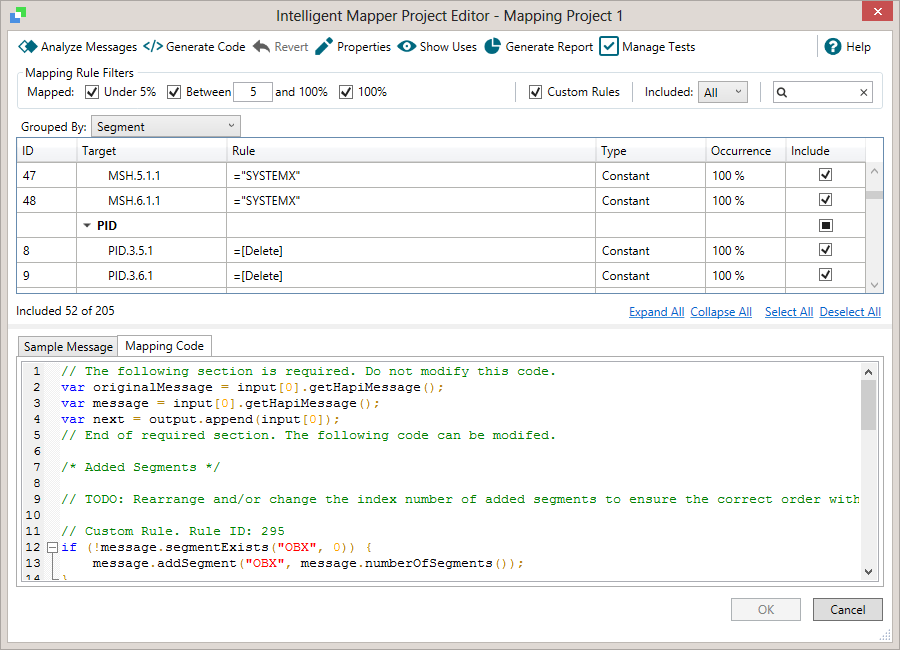 Intelligent Mapper Project Editor - Mapping Project 1
Analyze Messages </> Generate Code Revert Properties Show Uses Generate Report Manage Tests ? Help
Mapping Rule Filters
Mapped: Under 5% Between 5 and 100% 100% Custom Rules Included: All
Grouped By: Segment
ID Target Rule Type Occurrence Include
47 MSH.5.1.1 ="SYSTEMX" Constant 100 %
48 MSH.6.1.1 ="SYSTEMX" Constant 100 %
PID
8 PID.3.5.1 =[Delete] Constant 100 %
9 PID.3.6.1 =[Delete] Constant 100 %
Included 52 of 205 Expand All Collapse All Select All Deselect All
Sample Message Mapping Code
1 // The following section is required. Do not modify this code.
2 var originalMessage = input[0].getHapiMessage();
3 var message = input[0].getHapiMessage();
4 var next = output.append(input[0]);
5 // End of required section. The following code can be modifed.
6
7 /* Added Segments */
8
9 // TODO: Rearrange and/or change the index number of added segments to ensure the correct order with
10
11 // Custom Rule. Rule ID: 295
12 if (!message.segmentExists("OBX", 0)) {
13 message.addSegment("OBX", message.numberOfSegments());
14 }
OK Cancel